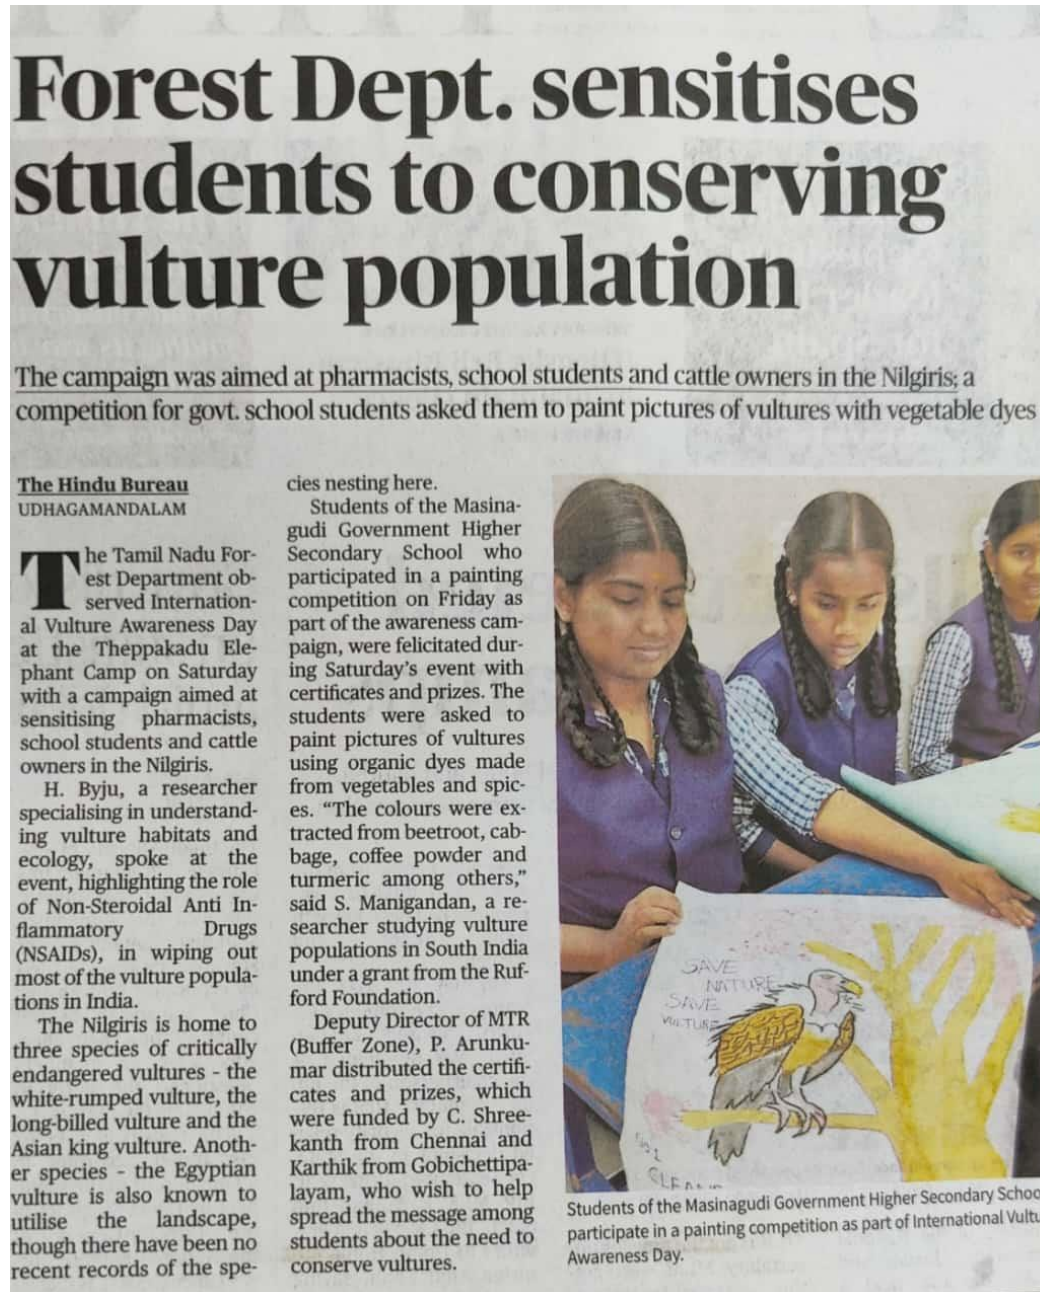 Forest Dept. sensitises
students to conserving
vulture population
The campaign was aimed at pharmacists, school students and cattle owners in the Nilgiris; a
competition for govt. school students asked them to paint pictures of vultures with vegetable dyes
The Hindu Bureau
UDHAGAMANDALAM
The Tamil Nadu For-
est Department ob-
served Internation-
al Vulture Awareness Day
at the Theppakadu Ele-
phant Camp on Saturday
with a campaign aimed at
sensitising pharmacists,
school students and cattle
owners in the Nilgiris.
H. Byju, a researcher
specialising in understand-
ing vulture habitats and
ecology, spoke at the
event, highlighting the role
of Non-Steroidal Anti In-
flammatory Drugs
(NSAIDs), in wiping out
most of the vulture popula-
tions in India.
The Nilgiris is home to
three species of critically
endangered vultures - the
white-rumped vulture, the
long-billed vulture and the
Asian king vulture. Anoth-
er species - the Egyptian
vulture is also known to
utilise the landscape,
though there have been no
recent records of the spe-
cies nesting here.
Students of the Masina-
gudi Government Higher
Secondary School who
participated in a painting
competition on Friday as
part of the awareness cam-
paign, were felicitated dur-
ing Saturday's event with
certificates and prizes. The
students were asked to
paint pictures of vultures
using organic dyes made
from vegetables and spic-
es. “The colours were ex-
tracted from beetroot, cab-
bage, coffee powder and
turmeric among others,”
said S. Manigandan, a re-
searcher studying vulture
populations in South India
under a grant from the Ruf-
ford Foundation.
Deputy Director of MTR
(Buffer Zone), P. Arunku-
mar distributed the certifi-
cates and prizes, which
were funded by C. Shree-
kanth from Chennai and
Karthik from Gobichettipa-
layam, who wish to help
spread the message among
students about the need to
conserve vultures.
SAVE
NATURE
SAVE
VULTURE
Students of the Masinagudi Government Higher Secondary Schoo
participate in a painting competition as part of International Vultu
Awareness Day.